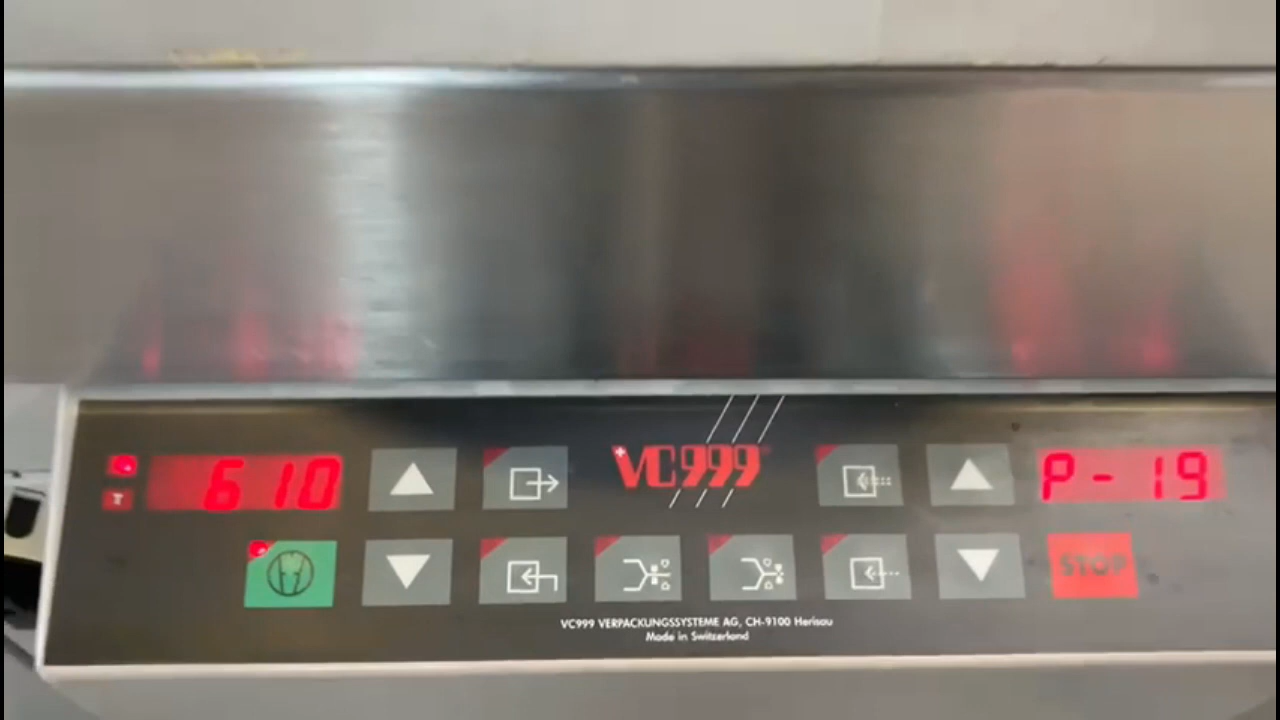 610
VC999
P-19
STOP
VC999 VERPACKUNGSSYSTEME AG, CH-9100 Herisau
Made in Switzerland